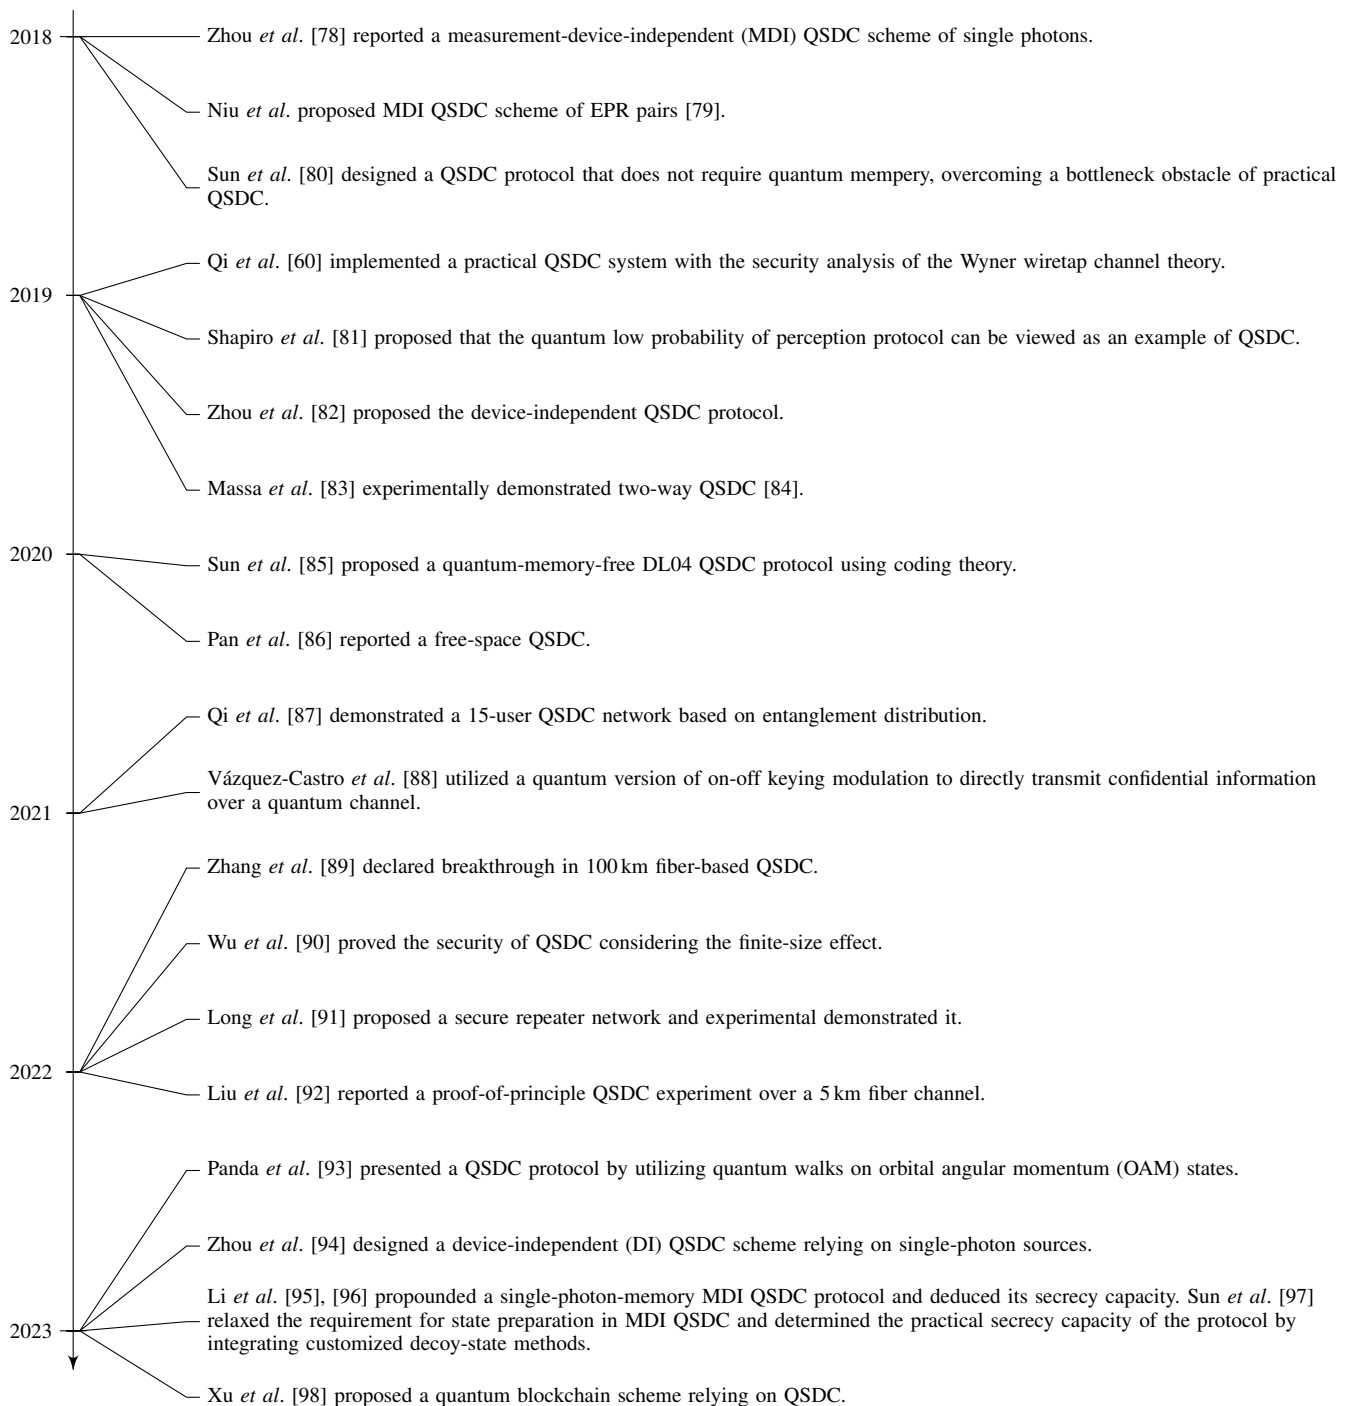 2018
Zhou et al. [78] reported a measurement-device-independent (MDI) QSDC scheme of single photons.
Niu et al. proposed MDI QSDC scheme of EPR pairs [79].
Sun et al. [80] designed a QSDC protocol that does not require quantum mempery, overcoming a bottleneck obstacle of practical
QSDC.
Qi et al. [60] implemented a practical QSDC system with the security analysis of the Wyner wiretap channel theory.
2019
Shapiro et al. [81] proposed that the quantum low probability of perception protocol can be viewed as an example of QSDC.
Zhou et al. [82] proposed the device-independent QSDC protocol.
Massa et al. [83] experimentally demonstrated two-way QSDC [84].
2020
Sun et al. [85] proposed a quantum-memory-free DL04 QSDC protocol using coding theory.
Pan et al. [86] reported a free-space QSDC.
Qi et al. [87] demonstrated a 15-user QSDC network based on entanglement distribution.
Vázquez-Castro et al. [88] utilized a quantum version of on-off keying modulation to directly transmit confidential information
over a quantum channel.
2021
Zhang et al. [89] declared breakthrough in 100 km fiber-based QSDC.
Wu et al. [90] proved the security of QSDC considering the finite-size effect.
Long et al. [91] proposed a secure repeater network and experimental demonstrated it.
2022
Liu et al. [92] reported a proof-of-principle QSDC experiment over a 5 km fiber channel.
Panda et al. [93] presented a QSDC protocol by utilizing quantum walks on orbital angular momentum (OAM) states.
Zhou et al. [94] designed a device-independent (DI) QSDC scheme relying on single-photon sources.
Li et al. [95], [96] propounded a single-photon-memory MDI QSDC protocol and deduced its secrecy capacity. Sun et al. [97]
relaxed the requirement for state preparation in MDI QSDC and determined the practical secrecy capacity of the protocol by
integrating customized decoy-state methods.
2023
Xu et al. [98] proposed a quantum blockchain scheme relying on QSDC.